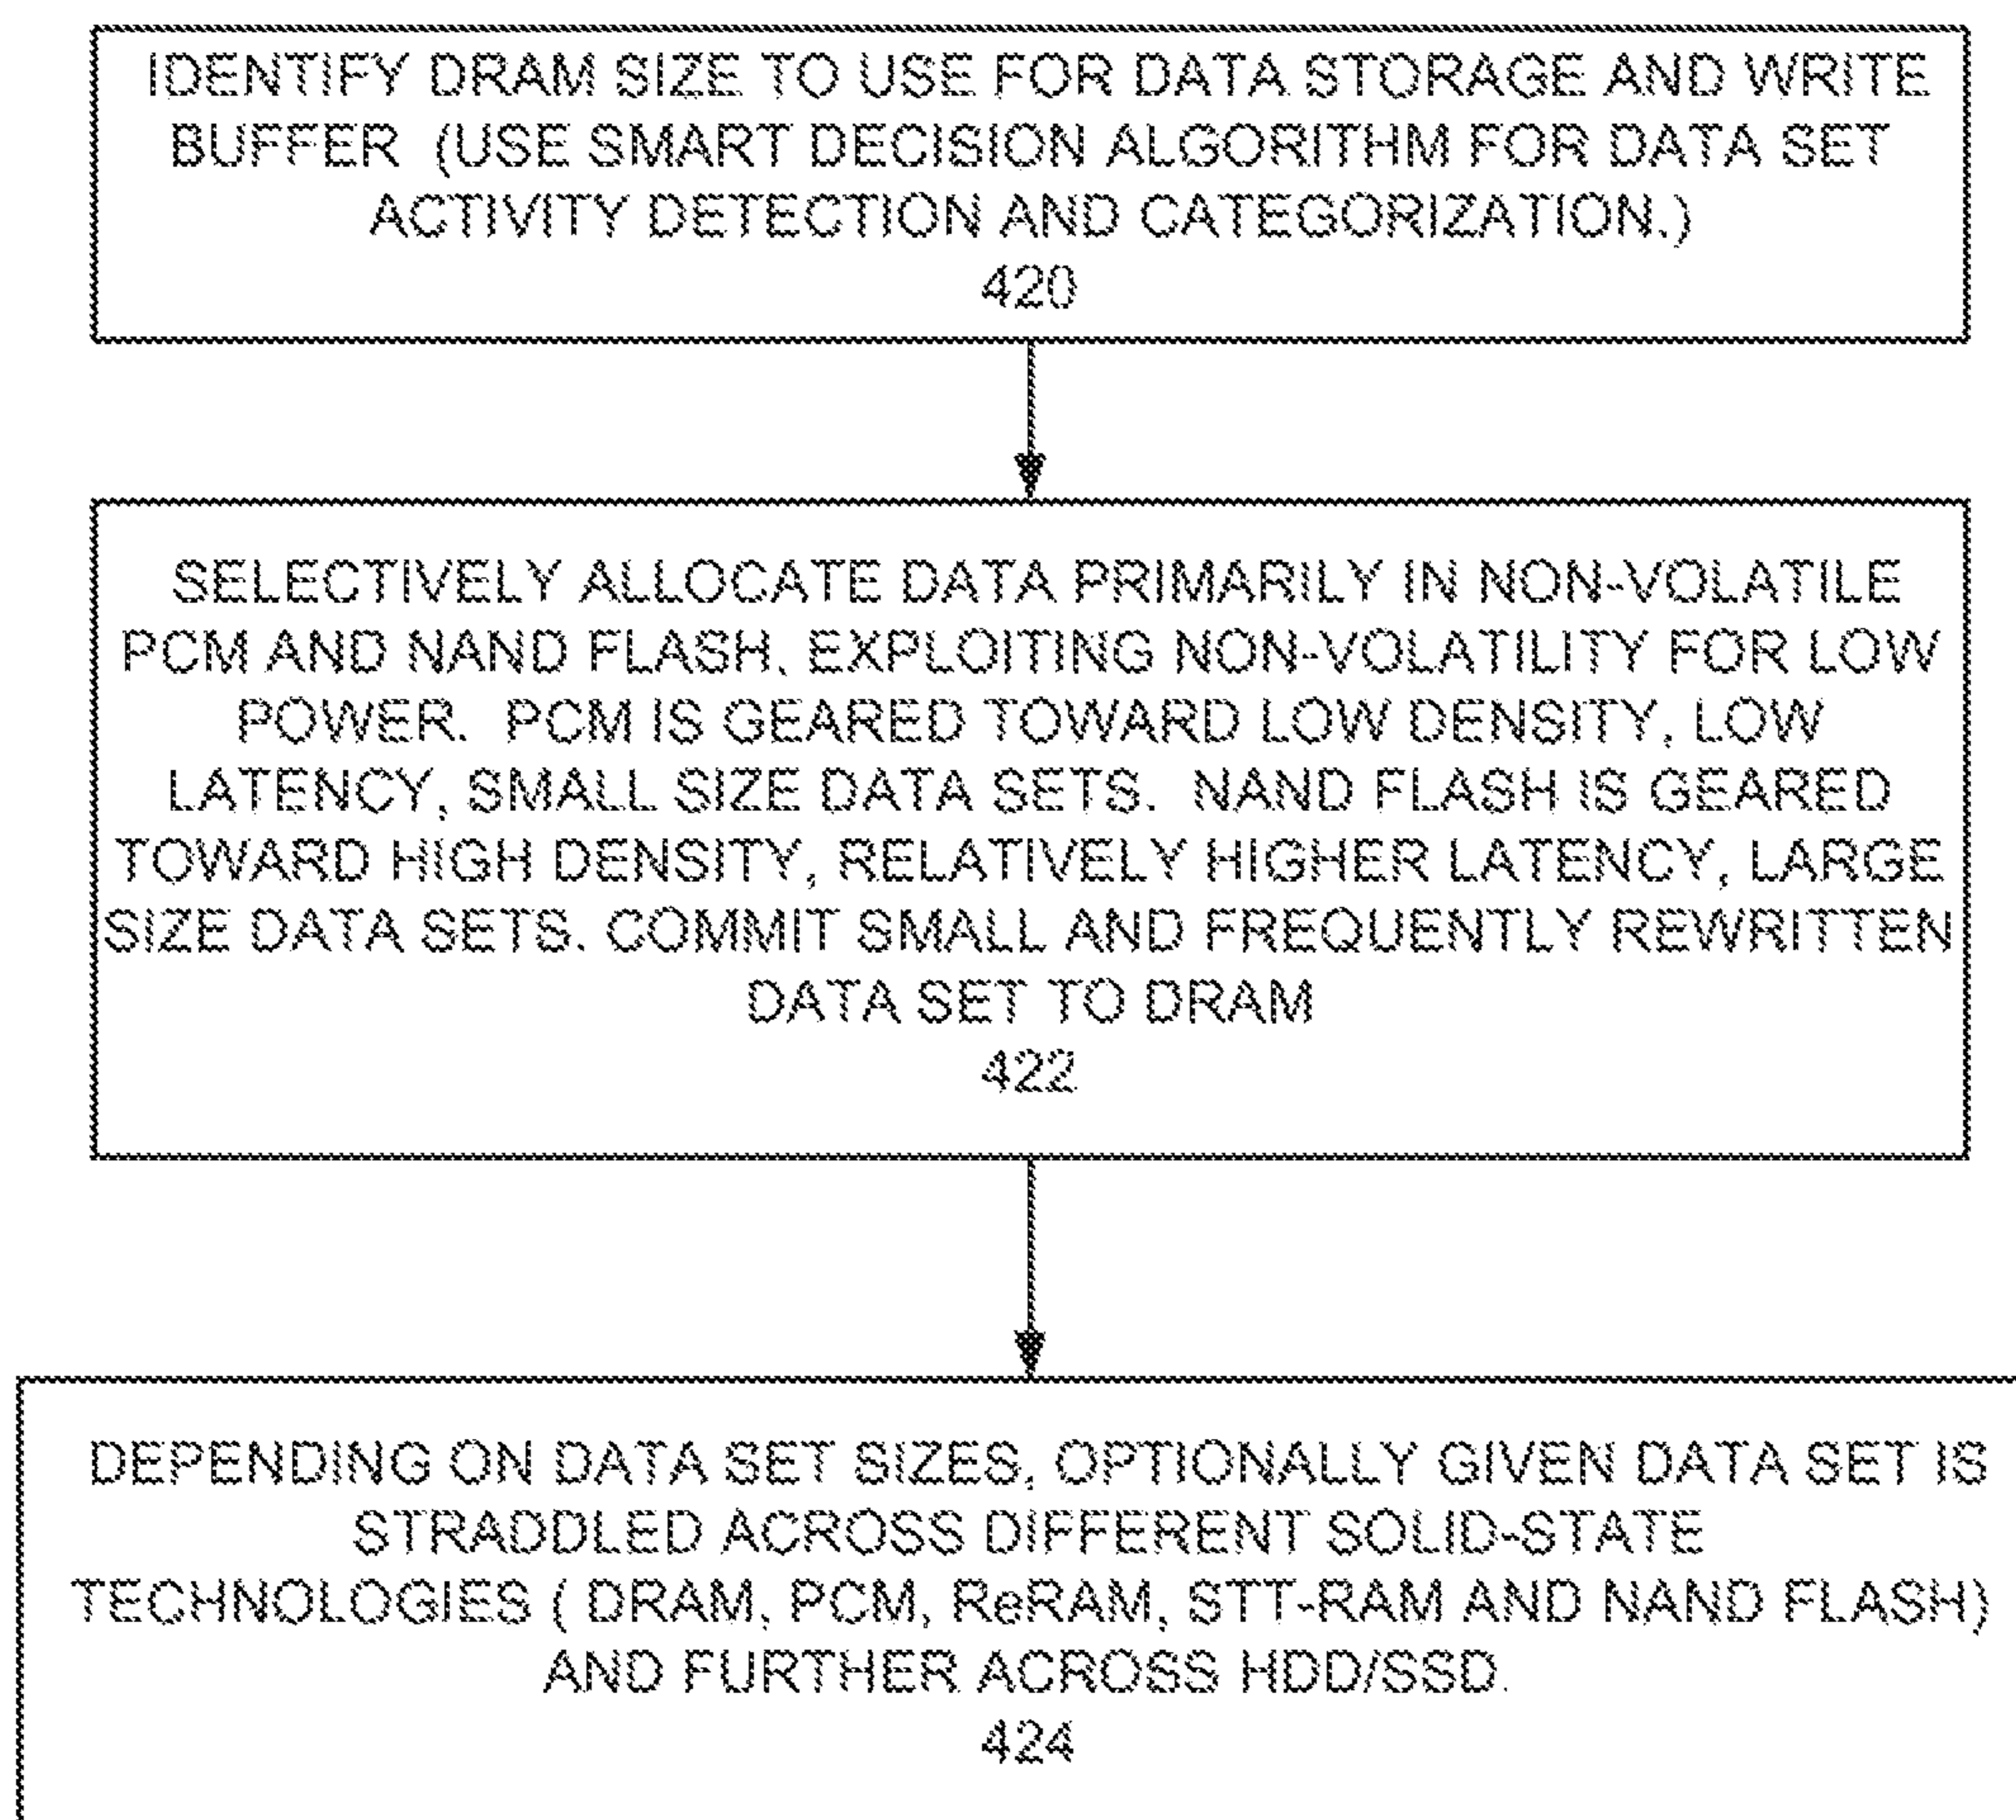 IDENTIFY DRAM SIZE TO USE FOR DATA STORAGE AND WRITE
BUFFER (USE SMART DECISION ALGORITHM FOR DATA SET
ACTIVITY DETECTION AND CATEGORIZATION.)
420
SELECTIVELY ALLOCATE DATA PRIMARILY IN NON-VOLATILE
PCM AND NAND FLASH, EXPLOITING NON-VOLATILITY FOR LOW
POWER. PCM IS GEARED TOWARD LOW DENSITY, LOW
LATENCY, SMALL SIZE DATA SETS. NAND FLASH IS GEARED
TOWARD HIGH DENSITY, RELATIVELY HIGHER LATENCY, LARGE
SIZE DATA SETS. COMMIT SMALL AND FREQUENTLY REWRITTEN
DATA SET TO DRAM
422
DEPENDING ON DATA SET SIZES, OPTIONALLY GIVEN DATA SET IS
STRADDLED ACROSS DIFFERENT SOLID-STATE
TECHNOLOGIES ( DRAM, PCM, ReRAM, STT-RAM AND NAND FLASH)
AND FURTHER ACROSS HDD/SSD.
424